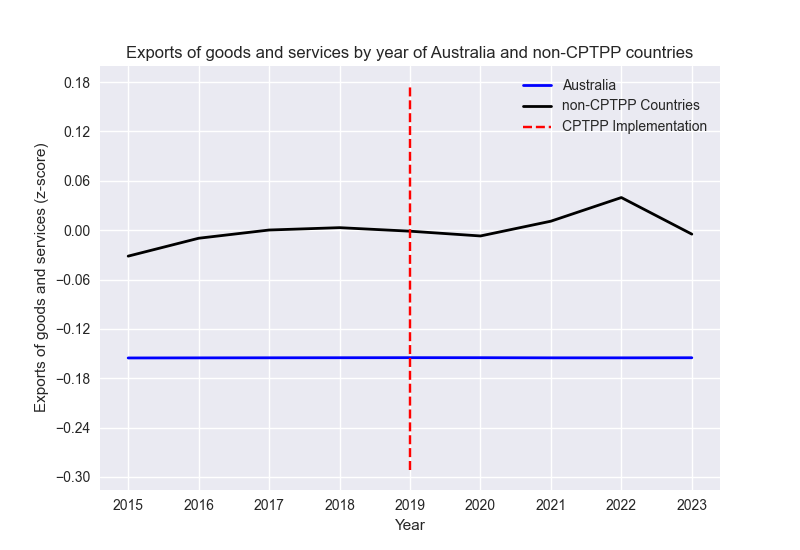 Exports of goods and services by year of Australia and non-CPTPP countries
Australia
non-CPTPP Countries
CPTPP Implementation
Exports of goods and services (z-score)
0.18
0.12
0.06
0.00
−0.06
−0.12
−0.18
−0.24
−0.30
2015 2016 2017 2018 2019 2020 2021 2022 2023
Year